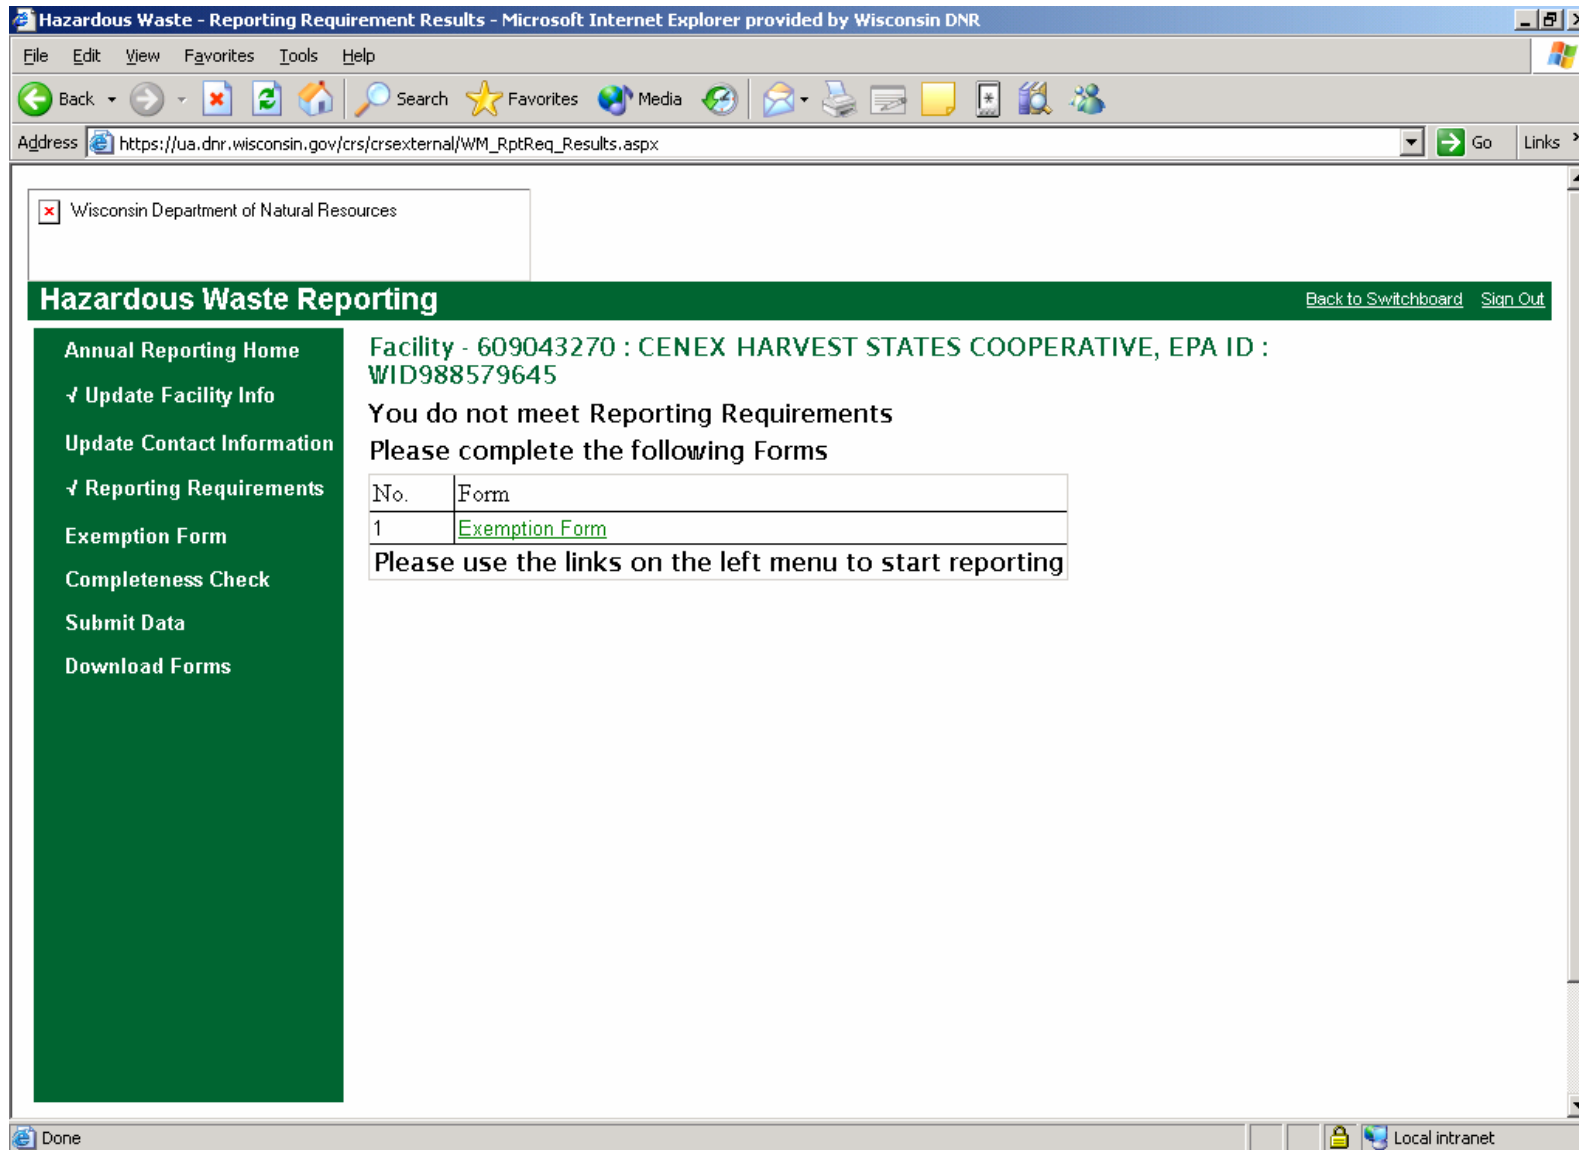 Hazardous Waste - Reporting Requirement Results - Microsoft Internet Explorer provided by Wisconsin DNR
File Edit View Favorites Tools Help
Back Search Favorites Media
Address https://ua.dnr.wisconsin.gov/crs/crsexternal/WM_RptReq_Results.aspx Go Links
Wisconsin Department of Natural Resources
Hazardous Waste Reporting Back to Switchboard Sign Out
Annual Reporting Home
√ Update Facility Info
Update Contact Information
√ Reporting Requirements
Exemption Form
Completeness Check
Submit Data
Download Forms
Facility - 609043270 : CENEX HARVEST STATES COOPERATIVE, EPA ID :
WID988579645
You do not meet Reporting Requirements
Please complete the following Forms
No. Form
1 Exemption Form
Please use the links on the left menu to start reporting
Done Local intranet